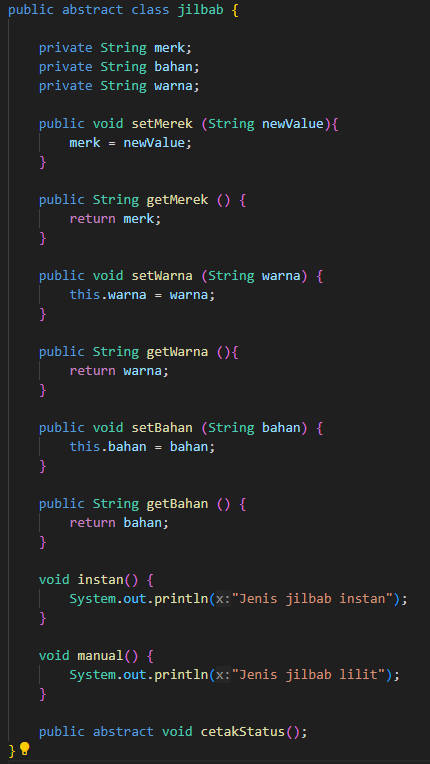 public abstract class jilbab {
private String merk;
private String bahan;
private String warna;
public void setMerek (String newValue){
merk = newValue;
}
public String getMerek () {
return merk;
}
public void setWarna (String warna) {
this.warna = warna;
}
public String getWarna (){
return warna;
}
public void setBahan (String bahan) {
this.bahan = bahan;
}
public String getBahan () {
return bahan;
}
void instan() {
System.out.println(x:"Jenis jilbab instan");
}
void manual() {
System.out.println(x:"Jenis jilbab lilit");
}
public abstract void cetakStatus();
}